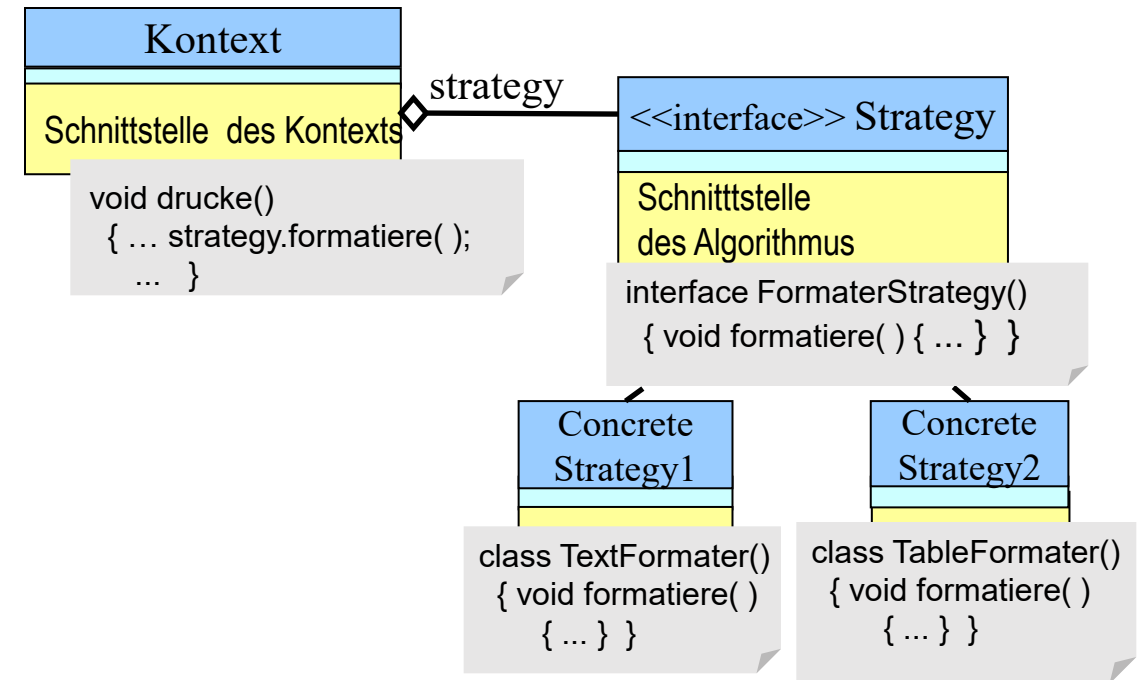 Kontext
Schnittstelle des Kontexts
void drucke()
{ … strategy.formatiere( );
... }
strategy
<<interface>> Strategy
Schnitttstelle
des Algorithmus
interface FormaterStrategy()
{ void formatiere( ) { … } }
Concrete
Strategy1
class TextFormater()
{ void formatiere( )
{ ... } }
Concrete
Strategy2
class TableFormater()
{ void formatiere( )
{ ... } }